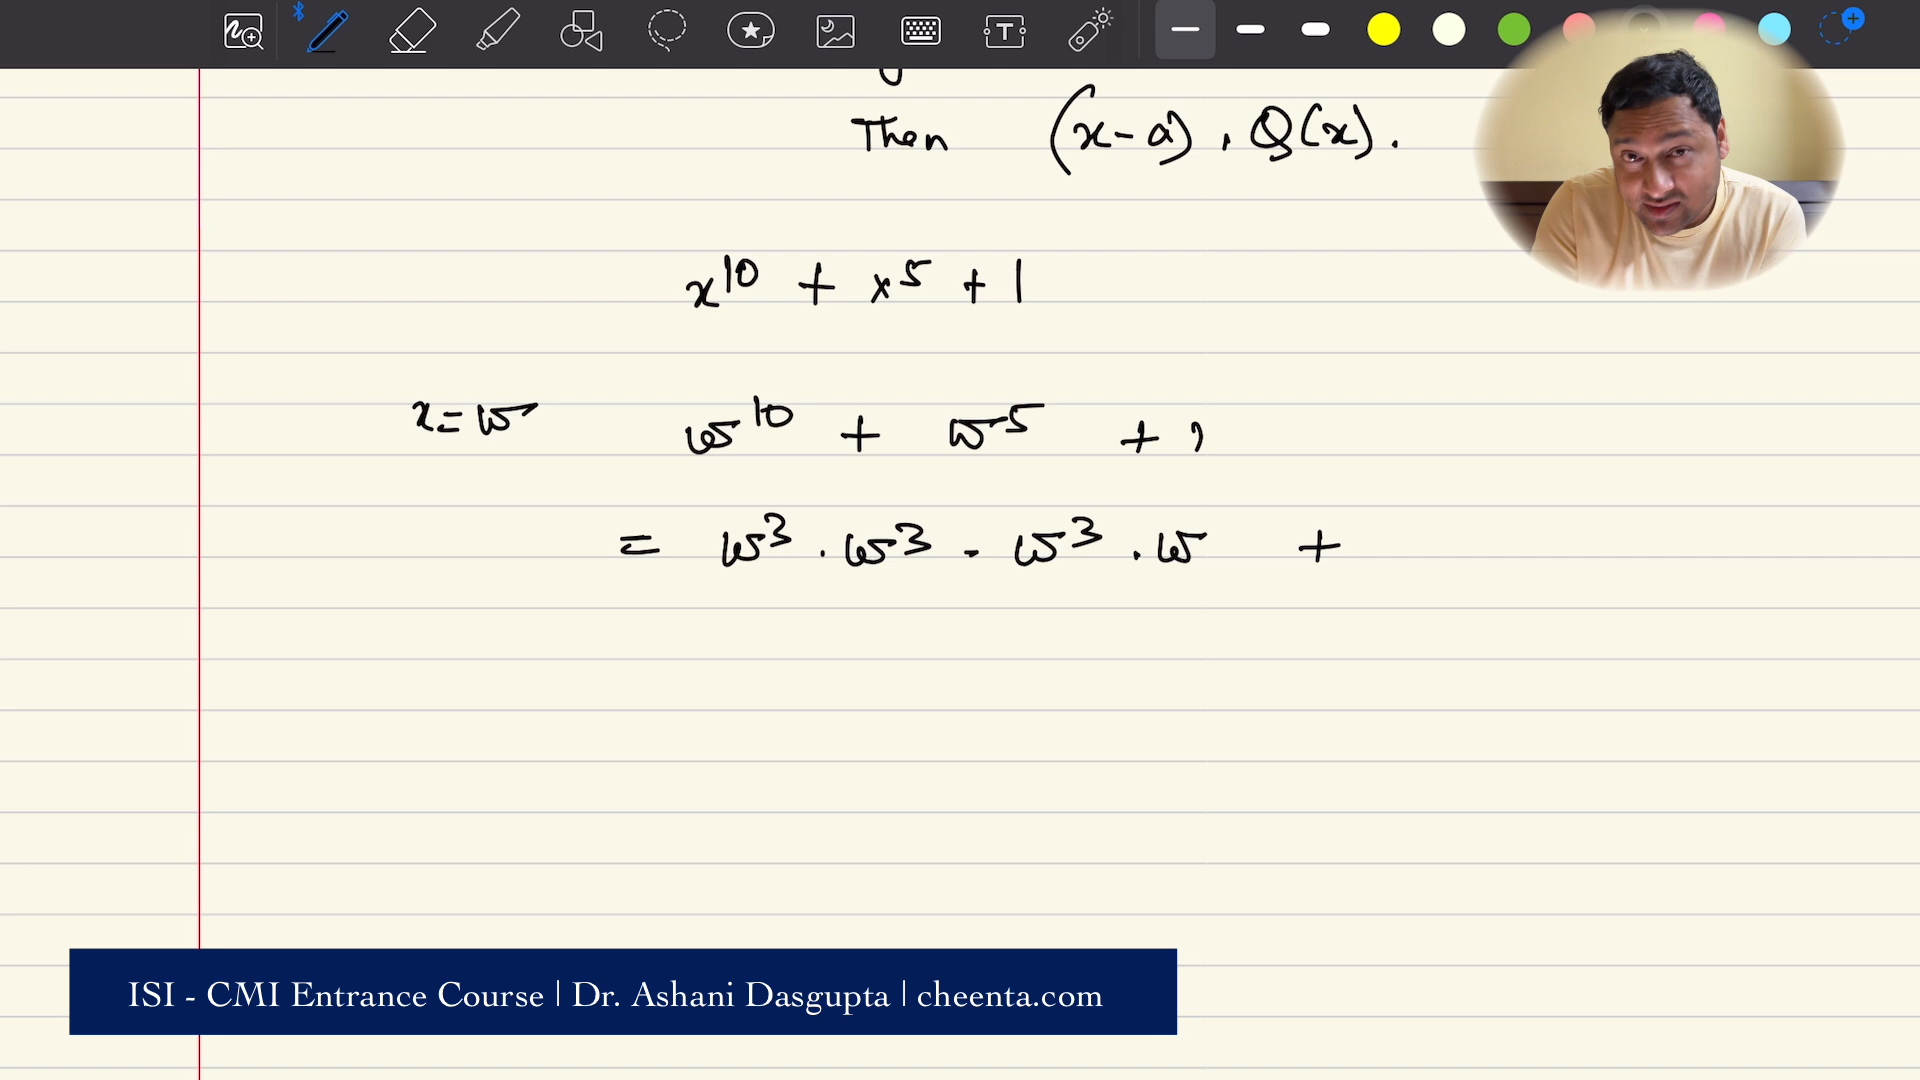 Then (x-a), Q(x).
x^10 + x^5 + 1
x=ω ω^10 + ω^5 + 1
= ω^3 . ω^3 . ω^3 . ω +
ISI - CMI Entrance Course | Dr. Ashani Dasgupta | cheenta.com